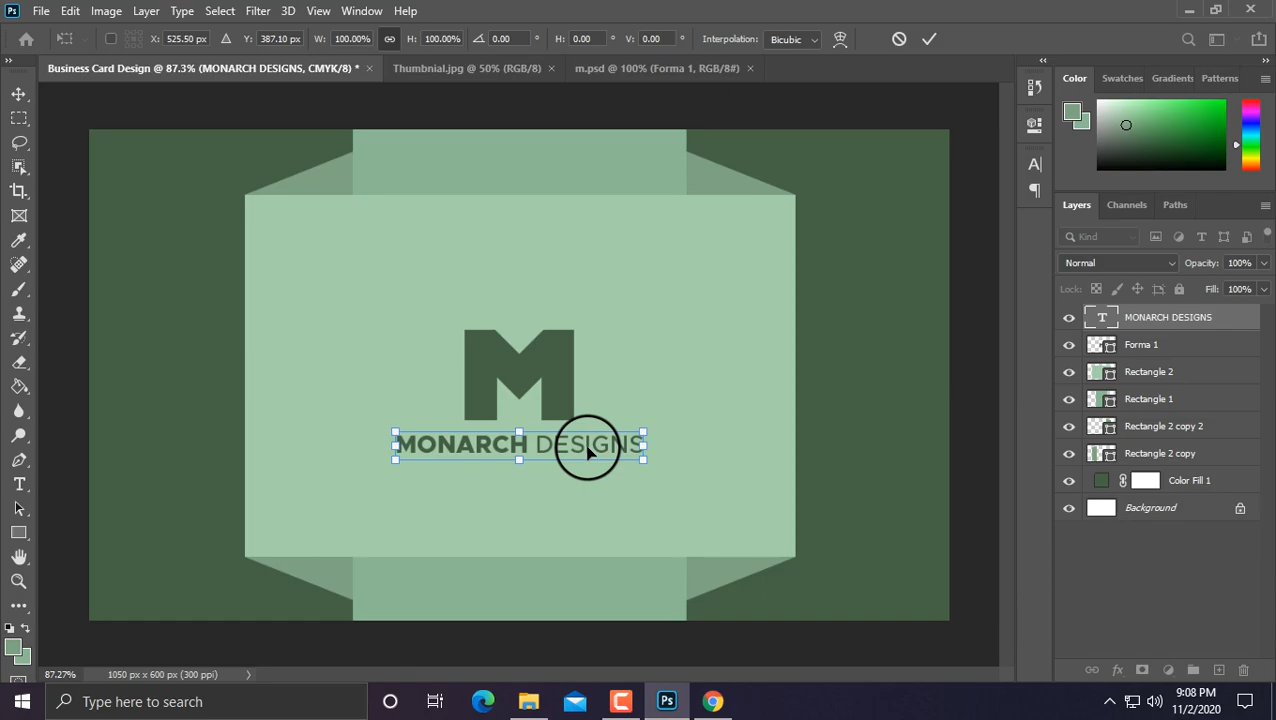 Ps File Edit Image Layer Type Select Filter 3D View Window Help
X: 525.50 px Y: 387.10 px W: 100.00% H: 100.00% 0.00 ° H: 0.00 ° V: 0.00 ° Interpolation: Bicubic
Business Card Design @ 87.3% (MONARCH DESIGNS, CMYK/8) * × Thumbnial.jpg @ 50% (RGB/8) × m.psd @ 100% (Forma 1, RGB/8#) ×
Color Swatches Gradients Patterns
Layers Channels Paths
Kind
Normal Opacity: 100%
Lock: Fill: 100%
MONARCH DESIGNS
Forma 1
Rectangle 2
Rectangle 1
Rectangle 2 copy 2
Rectangle 2 copy
Color Fill 1
Background
M
MONARCH DESIGNS
87.27% 1050 px x 600 px (300 ppi)
Type here to search
Ps
9:08 PM
11/2/2020